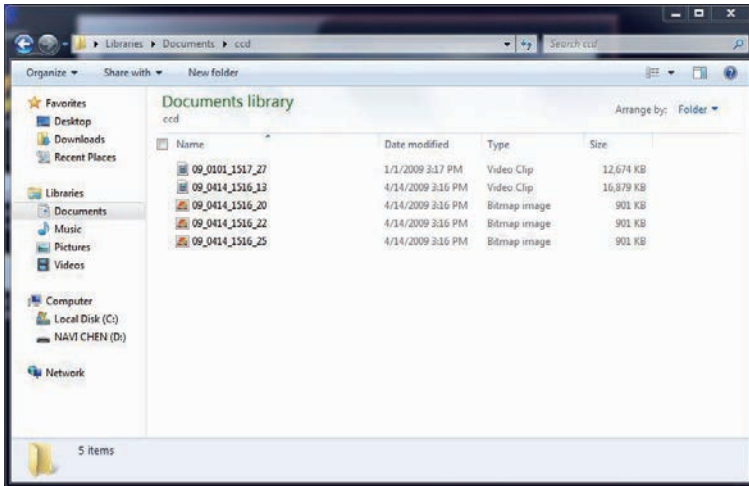 Libraries ▸ Documents ▸ ccd
Search ccd
Organize Share with New folder
Favorites
Desktop
Downloads
Recent Places
Libraries
Documents
Music
Pictures
Videos
Computer
Local Disk (C:)
NAVI CHEN (D:)
Network
Documents library
ccd
Arrange by: Folder
Name Date modified Type Size
09_0101_1517_27 1/1/2009 3:17 PM Video Clip 12,674 KB
09_0414_1516_13 4/14/2009 3:16 PM Video Clip 16,879 KB
09_0414_1516_20 4/14/2009 3:16 PM Bitmap image 901 KB
09_0414_1516_22 4/14/2009 3:16 PM Bitmap image 901 KB
09_0414_1516_25 4/14/2009 3:16 PM Bitmap image 901 KB
5 items